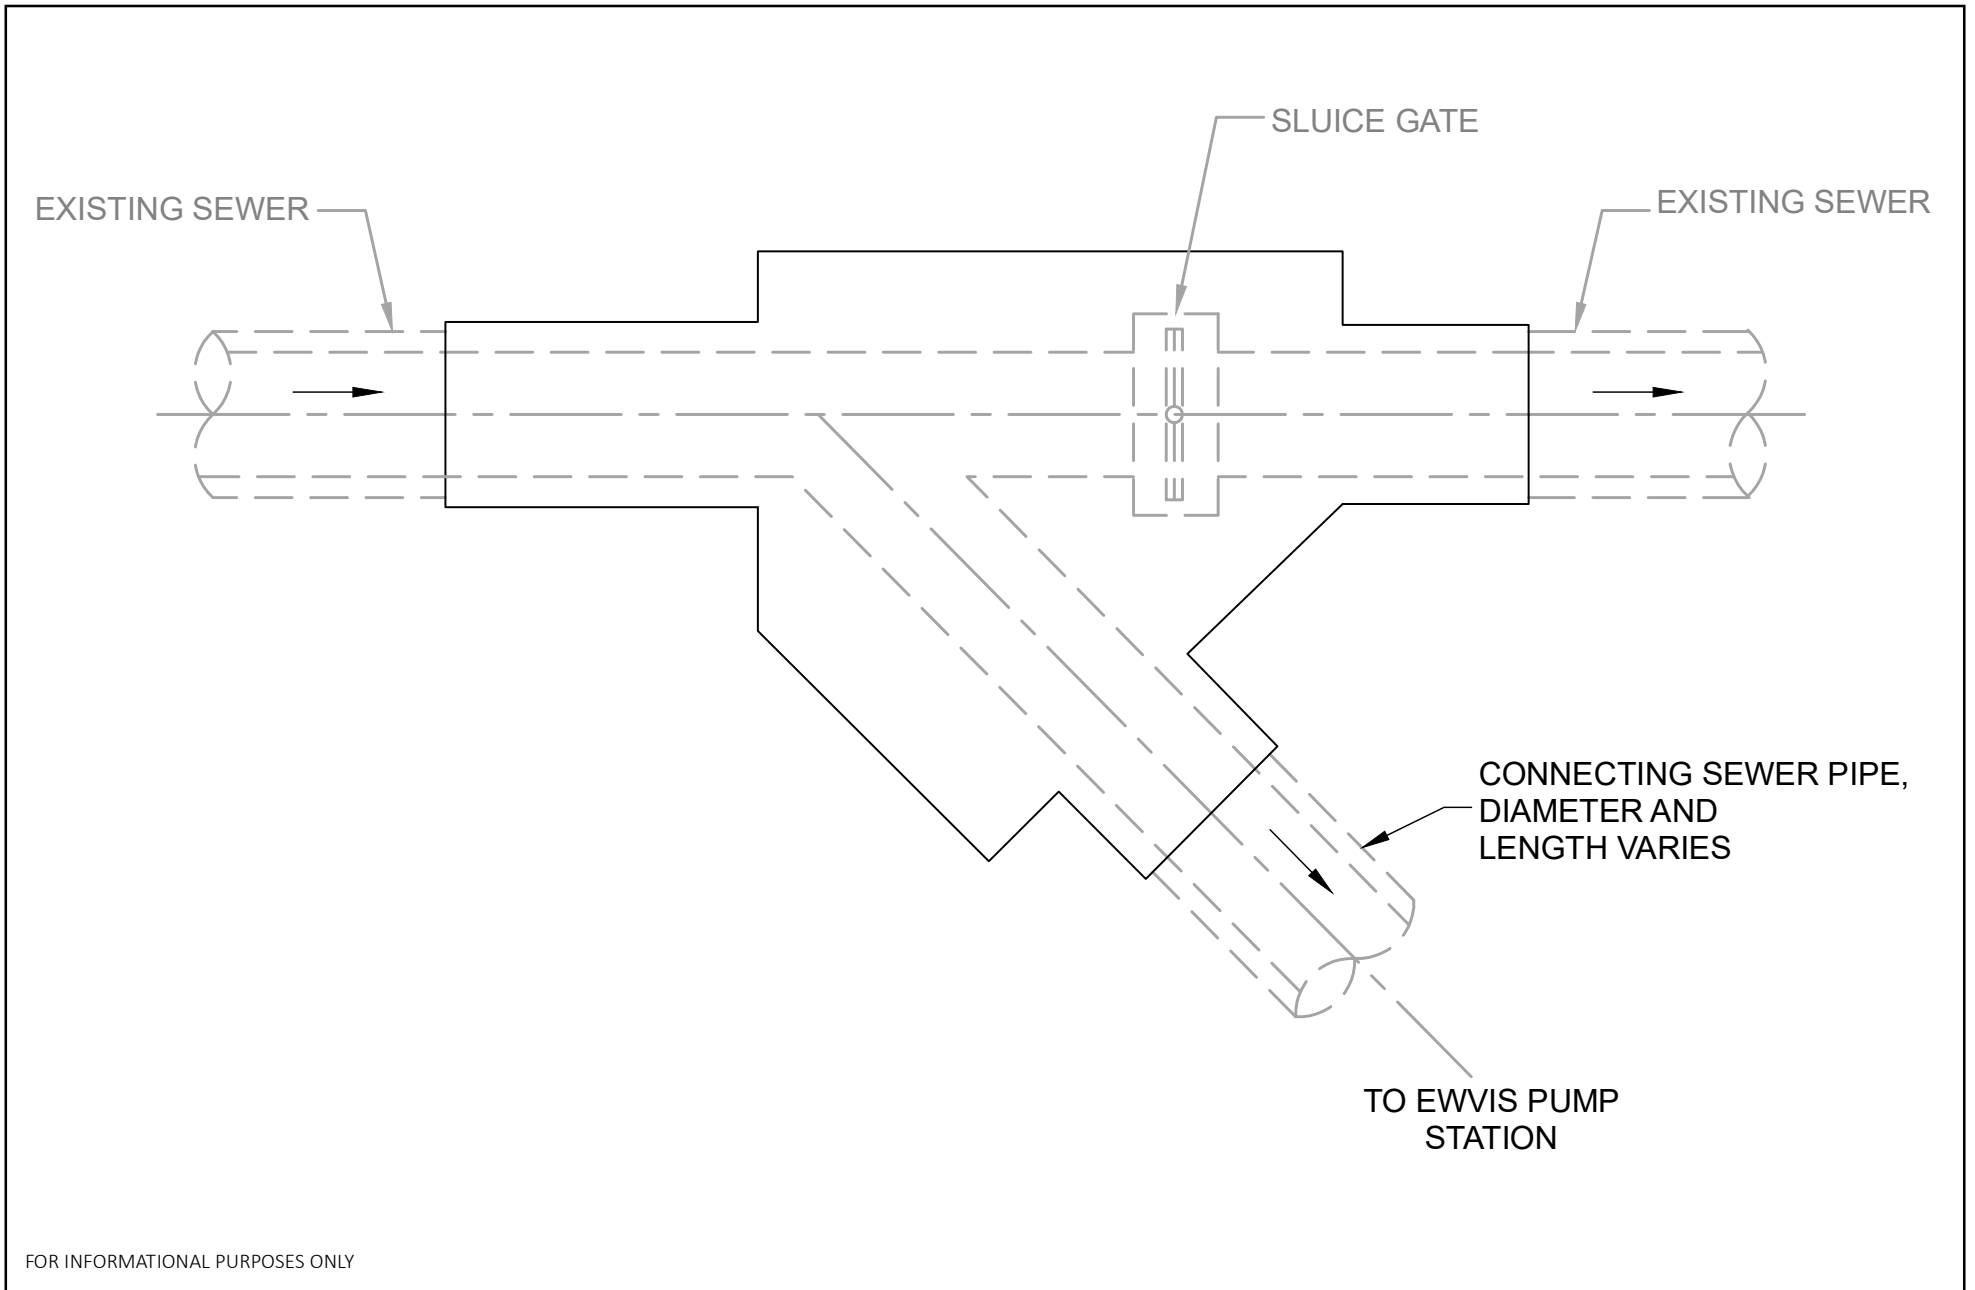 SLUICE GATE
EXISTING SEWER
EXISTING SEWER
CONNECTING SEWER PIPE,
DIAMETER AND
LENGTH VARIES
TO EWVIS PUMP
STATION
FOR INFORMATIONAL PURPOSES ONLY